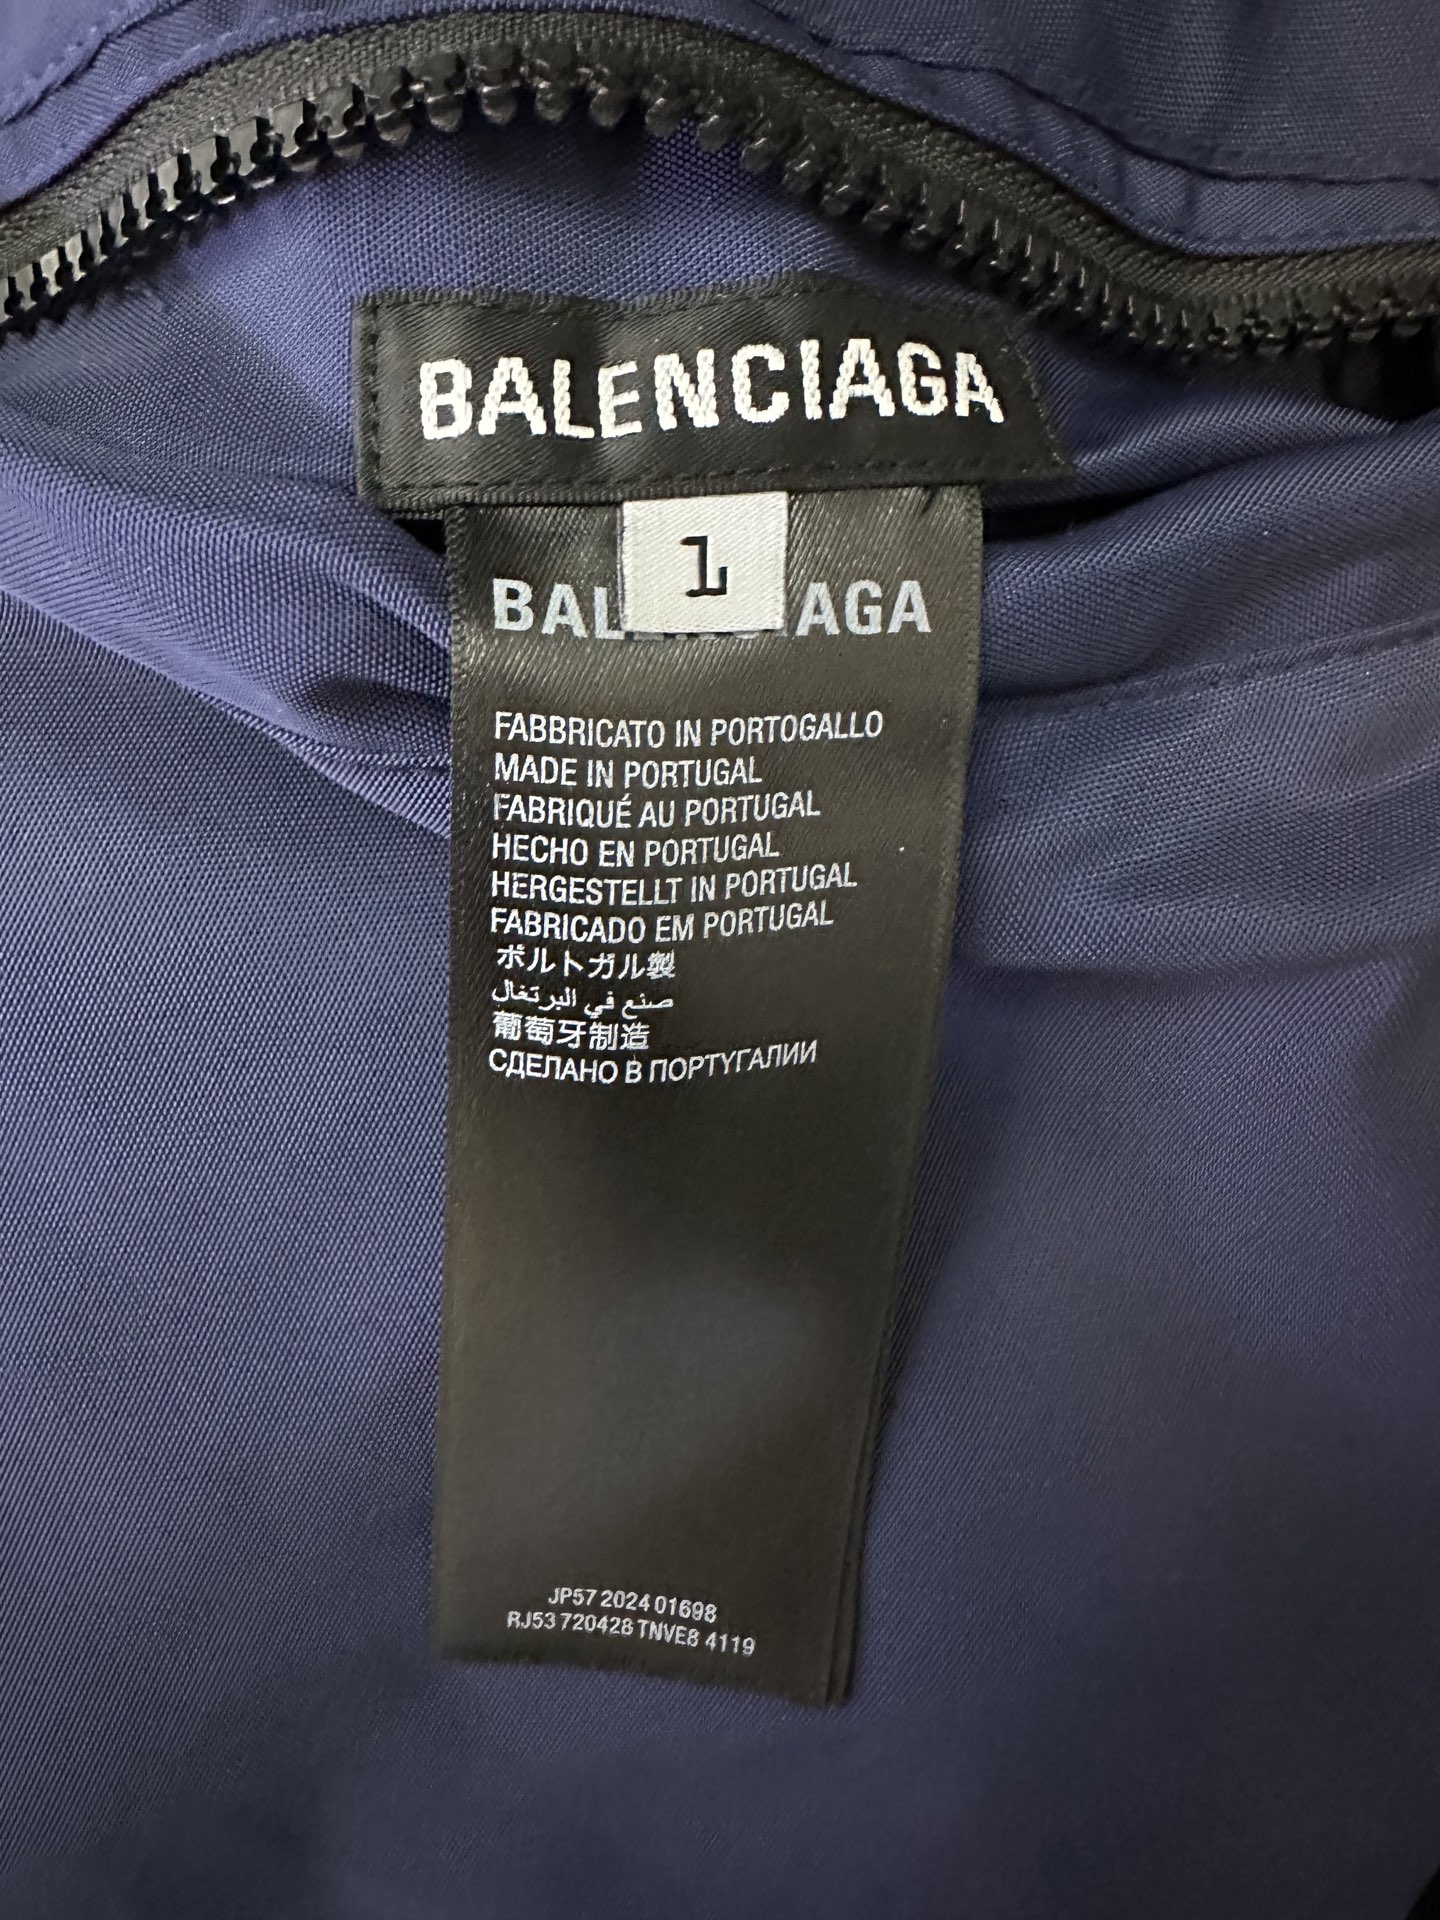 BALENCIAGA
1
BAL AGA
FABBRICATO IN PORTOGALLO
MADE IN PORTUGAL
FABRIQUÉ AU PORTUGAL
HECHO EN PORTUGAL
HERGESTELLT IN PORTUGAL
FABRICADO EM PORTUGAL
ポルトガル製
صنع في البرتغال
葡萄牙制造
СДЕЛАНО В ПОРТУГАЛИИ
JP57 2024 01698
RJ53 720428 TNVE8 4119